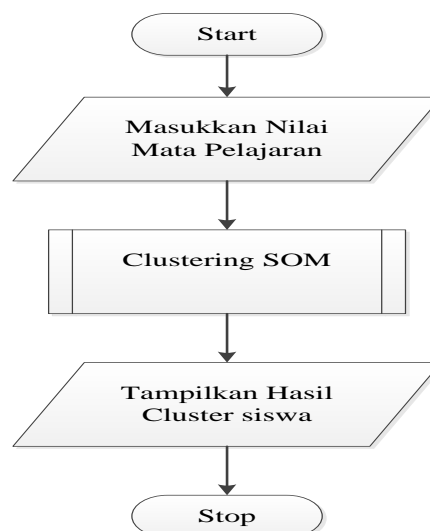 Start
Masukkan Nilai
Mata Pelajaran
Clustering SOM
Tampilkan Hasil
Cluster siswa
Stop